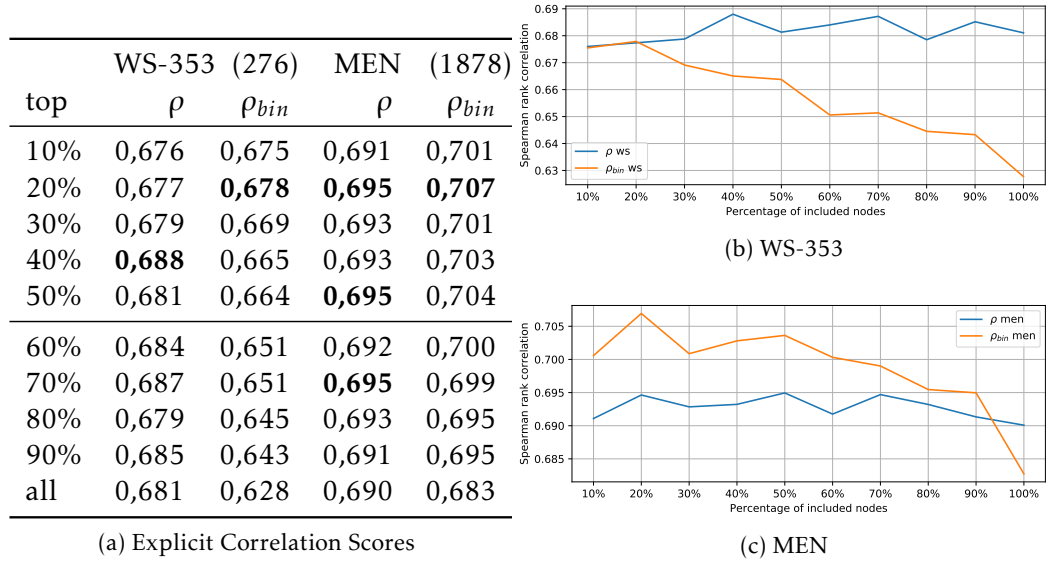 WS-353 (276) MEN (1878)
top ρ ρbin ρ ρbin
10% 0,676 0,675 0,691 0,701
20% 0,677 0,678 0,695 0,707
30% 0,679 0,669 0,693 0,701
40% 0,688 0,665 0,693 0,703
50% 0,681 0,664 0,695 0,704
60% 0,684 0,651 0,692 0,700
70% 0,687 0,651 0,695 0,699
80% 0,679 0,645 0,693 0,695
90% 0,685 0,643 0,691 0,695
all 0,681 0,628 0,690 0,683
(a) Explicit Correlation Scores
Spearman rank correlation
0.69
0.68
0.67
0.66
0.65
0.64
0.63
ρ ws
ρbin ws
10% 20% 30% 40% 50% 60% 70% 80% 90% 100%
Percentage of included nodes
(b) WS-353
Spearman rank correlation
0.705
0.700
0.695
0.690
0.685
ρ men
ρbin men
10% 20% 30% 40% 50% 60% 70% 80% 90% 100%
Percentage of included nodes
(c) MEN